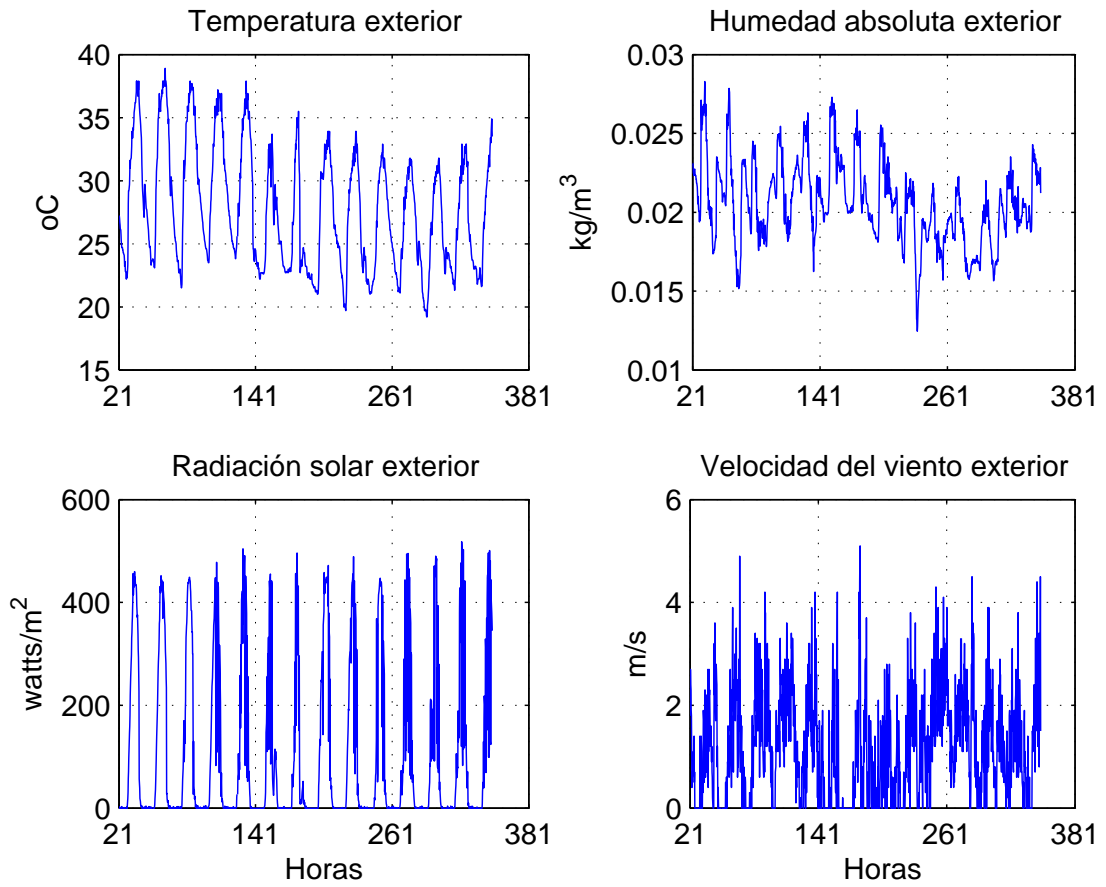 Temperatura exterior
40
35
30
25
20
15
oC
21 141 261 381
Humedad absoluta exterior
0.03
0.025
0.02
0.015
0.01
kg/m³
21 141 261 381
Radiación solar exterior
600
400
200
0
watts/m²
21 141 261 381
Horas
Velocidad del viento exterior
6
4
2
0
m/s
21 141 261 381
Horas